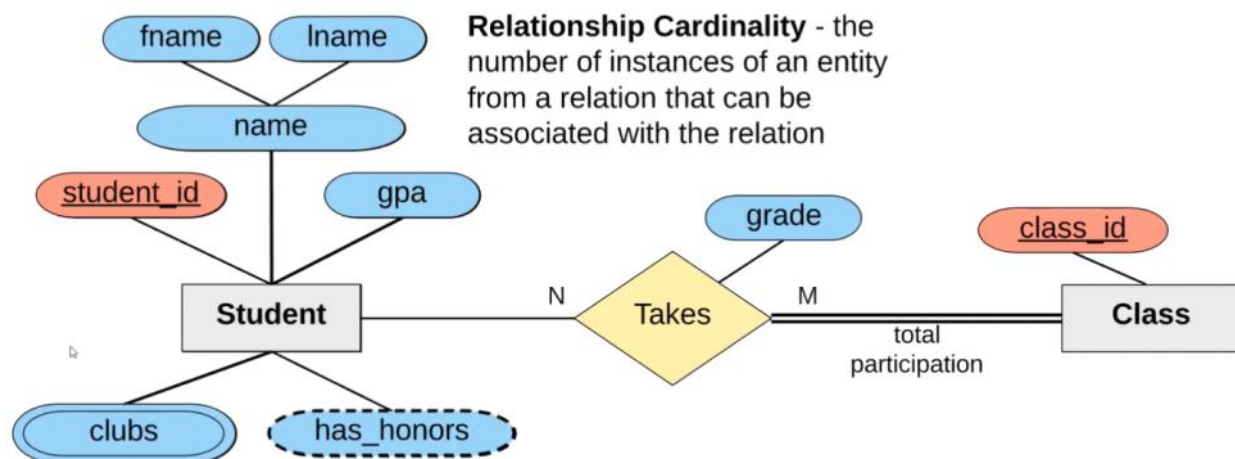 fname
lname
Relationship Cardinality - the
number of instances of an entity
from a relation that can be
associated with the relation
name
student_id
gpa
grade
class_id
Student
N
Takes
M
total
participation
Class
clubs
has_honors